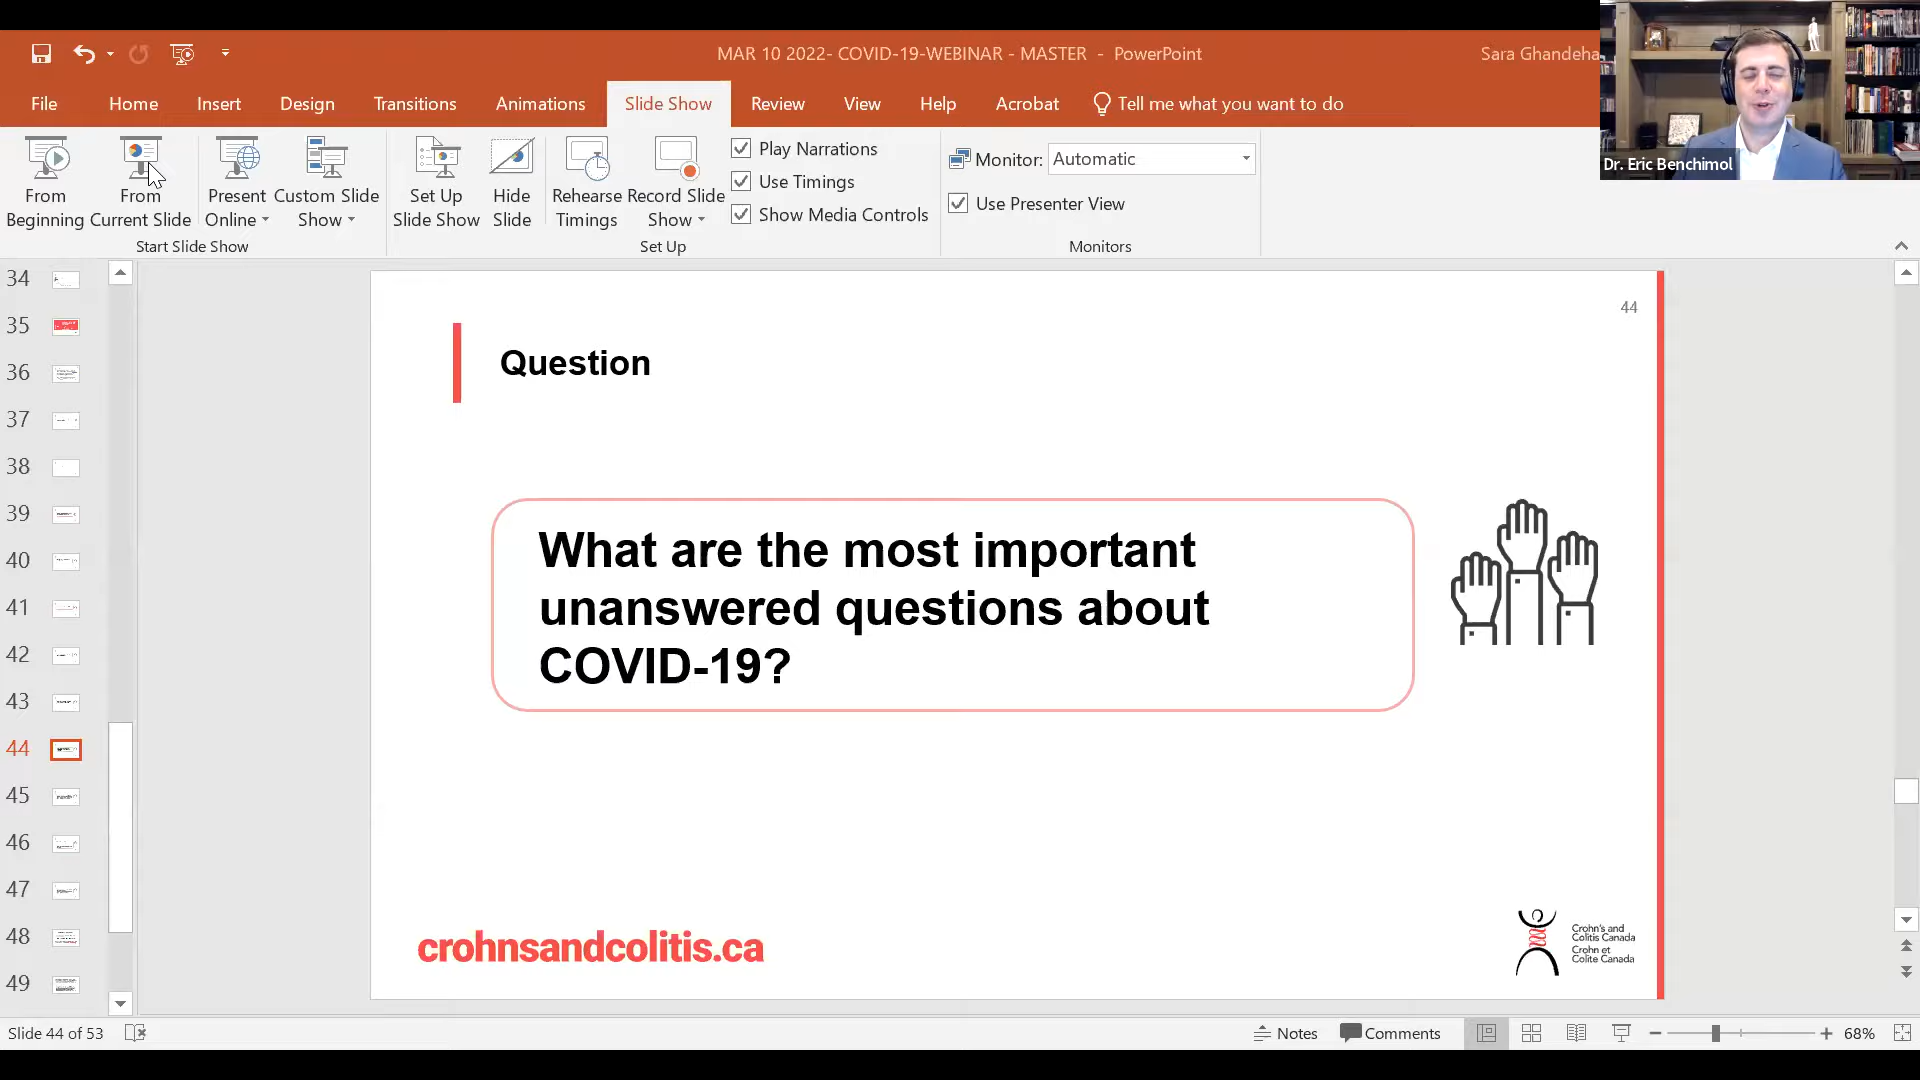 MAR 10 2022- COVID-19-WEBINAR - MASTER - PowerPoint
Sara Ghandeha
File Home Insert Design Transitions Animations Slide Show Review View Help Acrobat Tell me what you want to do
Dr. Eric Benchimol
From Beginning
From Current Slide
Present Online
Custom Slide Show
Start Slide Show
Set Up Slide Show
Hide Slide
Rehearse Timings
Record Slide Show
Play Narrations
Use Timings
Show Media Controls
Set Up
Monitor: Automatic
Use Presenter View
Monitors
34
35
36
37
38
39
40
41
42
43
44
45
46
47
48
49
44
Question
What are the most important
unanswered questions about
COVID-19?
crohnsandcolitis.ca
Crohn's and
Colitis Canada
Crohn et
Colite Canada
Slide 44 of 53
Notes
Comments
68%